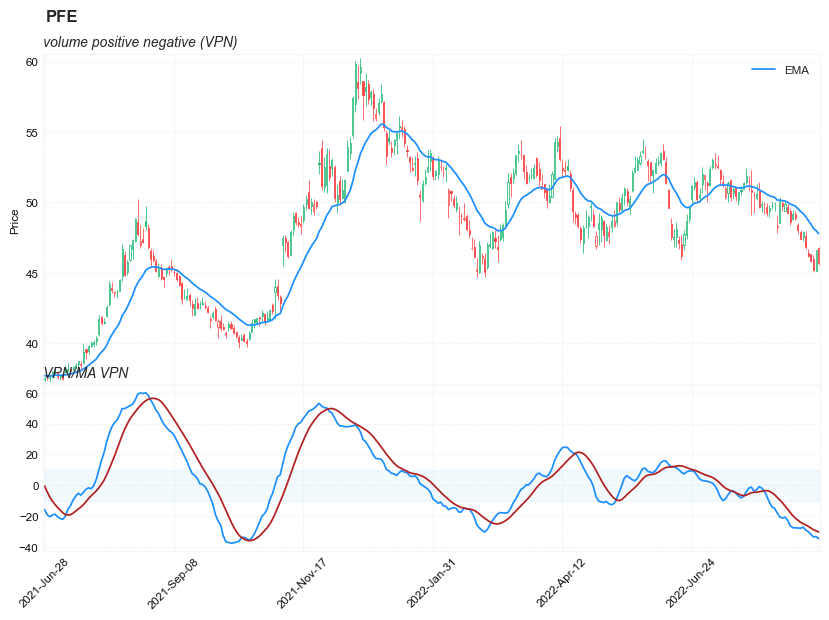 PFE
volume positive negative (VPN)
EMA
60
55
50
45
40
Price
VPN/MA VPN
60
40
20
0
−20
−40
2021-Jun-28
2021-Sep-08
2021-Nov-17
2022-Jan-31
2022-Apr-12
2022-Jun-24